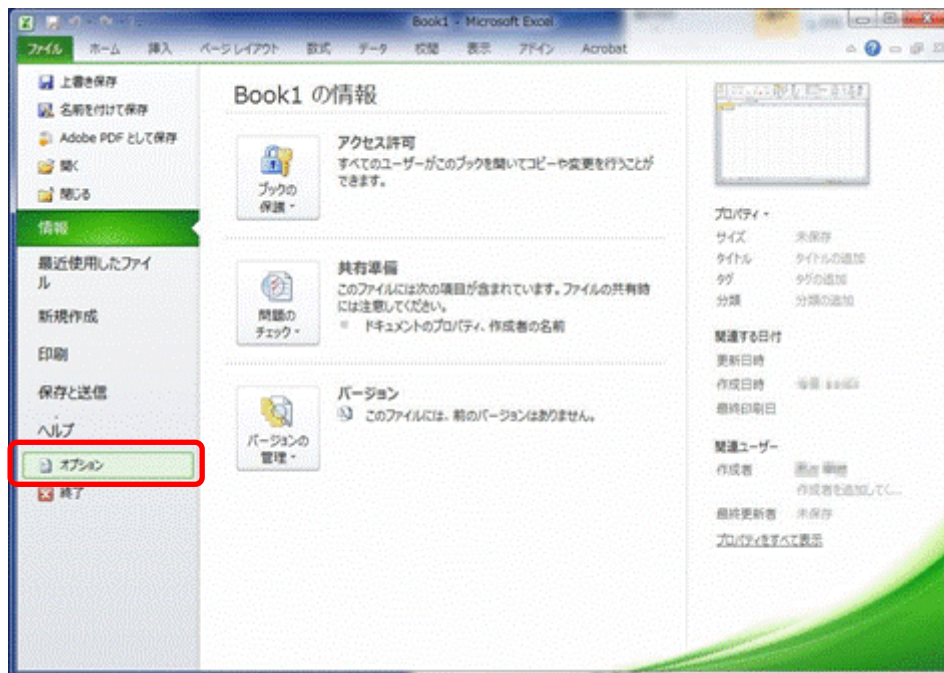 Book1 - Microsoft Excel
ファイル ホーム 挿入 ページ レイアウト 数式 データ 校閲 表示 アドイン Acrobat
上書き保存
名前を付けて保存
Adobe PDF として保存
開く
閉じる
情報
最近使用したファイ
ル
新規作成
印刷
保存と送信
ヘルプ
オプション
終了
Book1 の情報
ブックの
保護
アクセス許可
すべてのユーザーがこのブックを開いてコピーや変更を行うことが
できます。
問題の
チェック
共有準備
このファイルには次の項目が含まれています。ファイルの共有時
には注意してください。
ドキュメントのプロパティ、作成者の名前
バージョンの
管理
バージョン
このファイルには、前のバージョンはありません。
プロパティ
サイズ 未保存
タイトル タイトルの追加
タグ タグの追加
分類 分類の追加
関連する日付
更新日時
作成日時
最終印刷日
関連ユーザー
作成者
作成者を追加してく...
最終更新者 未保存
プロパティをすべて表示